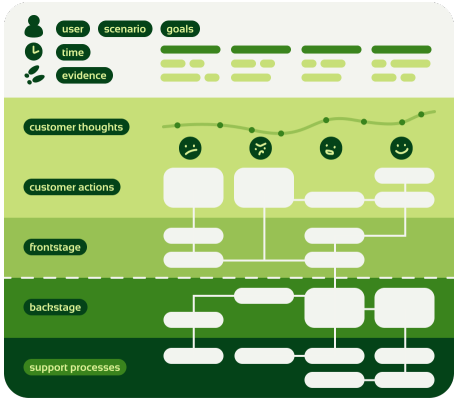 user scenario goals
time
evidence
customer thoughts
customer actions
frontstage
backstage
support processes